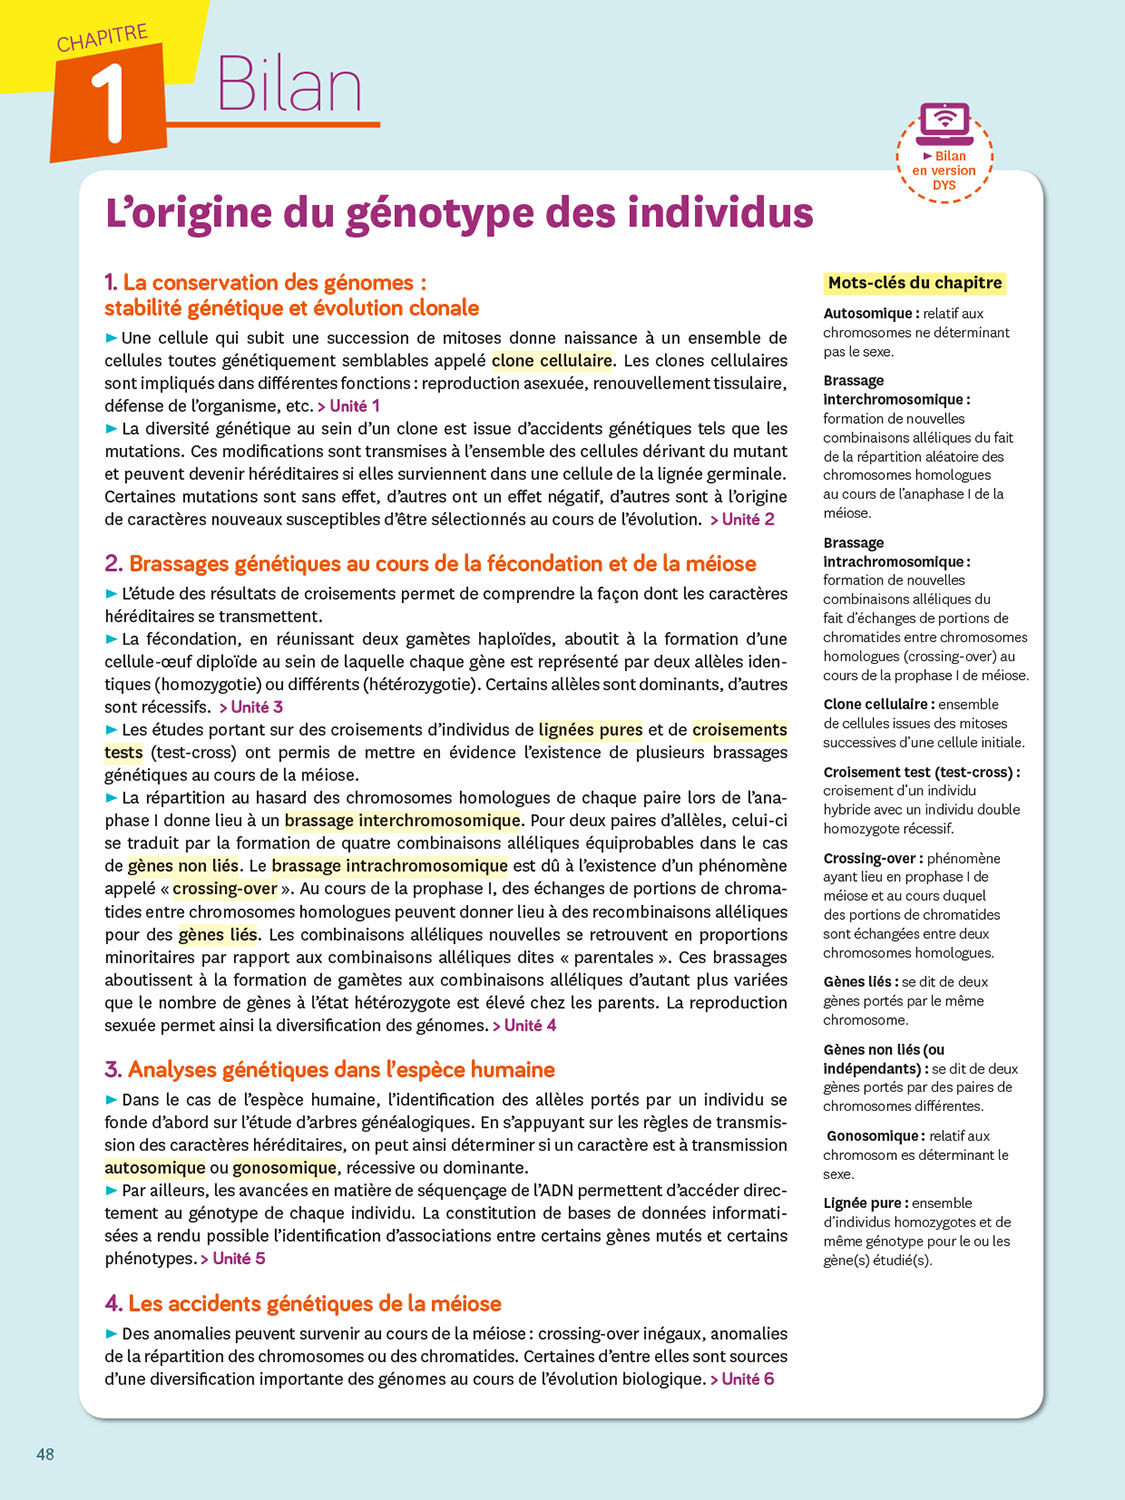 CHAPITRE
1
Bilan
► Bilan
en version
DYS
L’origine du génotype des individus
1. La conservation des génomes :
stabilité génétique et évolution clonale
► Une cellule qui subit une succession de mitoses donne naissance à un ensemble de
cellules toutes génétiquement semblables appelé clone cellulaire. Les clones cellulaires
sont impliqués dans différentes fonctions : reproduction asexuée, renouvellement tissulaire,
défense de l’organisme, etc. > Unité 1
► La diversité génétique au sein d’un clone est issue d’accidents génétiques tels que les
mutations. Ces modifications sont transmises à l’ensemble des cellules dérivant du mutant
et peuvent devenir héréditaires si elles surviennent dans une cellule de la lignée germinale.
Certaines mutations sont sans effet, d’autres ont un effet négatif, d’autres sont à l’origine
de caractères nouveaux susceptibles d’être sélectionnés au cours de l’évolution. > Unité 2
2. Brassages génétiques au cours de la fécondation et de la méiose
► L’étude des résultats de croisements permet de comprendre la façon dont les caractères
héréditaires se transmettent.
► La fécondation, en réunissant deux gamètes haploïdes, aboutit à la formation d’une
cellule-œuf diploïde au sein de laquelle chaque gène est représenté par deux allèles iden-
tiques (homozygotie) ou différents (hétérozygotie). Certains allèles sont dominants, d’autres
sont récessifs. > Unité 3
► Les études portant sur des croisements d’individus de lignées pures et de croisements
tests (test-cross) ont permis de mettre en évidence l’existence de plusieurs brassages
génétiques au cours de la méiose.
► La répartition au hasard des chromosomes homologues de chaque paire lors de l’ana-
phase I donne lieu à un brassage interchromosomique. Pour deux paires d’allèles, celui-ci
se traduit par la formation de quatre combinaisons alléliques équiprobables dans le cas
de gènes non liés. Le brassage intrachromosomique est dû à l’existence d’un phénomène
appelé « crossing-over ». Au cours de la prophase I, des échanges de portions de chroma-
tides entre chromosomes homologues peuvent donner lieu à des recombinaisons alléliques
pour des gènes liés. Les combinaisons alléliques nouvelles se retrouvent en proportions
minoritaires par rapport aux combinaisons alléliques dites « parentales ». Ces brassages
aboutissent à la formation de gamètes aux combinaisons alléliques d’autant plus variées
que le nombre de gènes à l’état hétérozygote est élevé chez les parents. La reproduction
sexuée permet ainsi la diversification des génomes. > Unité 4
3. Analyses génétiques dans l’espèce humaine
► Dans le cas de l’espèce humaine, l’identification des allèles portés par un individu se
fonde d’abord sur l’étude d’arbres généalogiques. En s’appuyant sur les règles de transmis-
sion des caractères héréditaires, on peut ainsi déterminer si un caractère est à transmission
autosomique ou gonosomique, récessive ou dominante.
► Par ailleurs, les avancées en matière de séquençage de l’ADN permettent d’accéder direc-
tement au génotype de chaque individu. La constitution de bases de données informati-
sées a rendu possible l’identification d’associations entre certains gènes mutés et certains
phénotypes. > Unité 5
4. Les accidents génétiques de la méiose
► Des anomalies peuvent survenir au cours de la méiose : crossing-over inégaux, anomalies
de la répartition des chromosomes ou des chromatides. Certaines d’entre elles sont sources
d’une diversification importante des génomes au cours de l’évolution biologique. > Unité 6
Mots-clés du chapitre
Autosomique : relatif aux
chromosomes ne déterminant
pas le sexe.
Brassage
interchromosomique :
formation de nouvelles
combinaisons alléliques du fait
de la répartition aléatoire des
chromosomes homologues
au cours de l’anaphase I de la
méiose.
Brassage
intrachromosomique :
formation de nouvelles
combinaisons alléliques du
fait d’échanges de portions de
chromatides entre chromosomes
homologues (crossing-over) au
cours de la prophase I de méiose.
Clone cellulaire : ensemble
de cellules issues des mitoses
successives d’une cellule initiale.
Croisement test (test-cross) :
croisement d’un individu
hybride avec un individu double
homozygote récessif.
Crossing-over : phénomène
ayant lieu en prophase I de
méiose et au cours duquel
des portions de chromatides
sont échangées entre deux
chromosomes homologues.
Gènes liés : se dit de deux
gènes portés par le même
chromosome.
Gènes non liés (ou
indépendants) : se dit de deux
gènes portés par des paires de
chromosomes différentes.
Gonosomique : relatif aux
chromosom es déterminant le
sexe.
Lignée pure : ensemble
d’individus homozygotes et de
même génotype pour le ou les
gène(s) étudié(s).
48